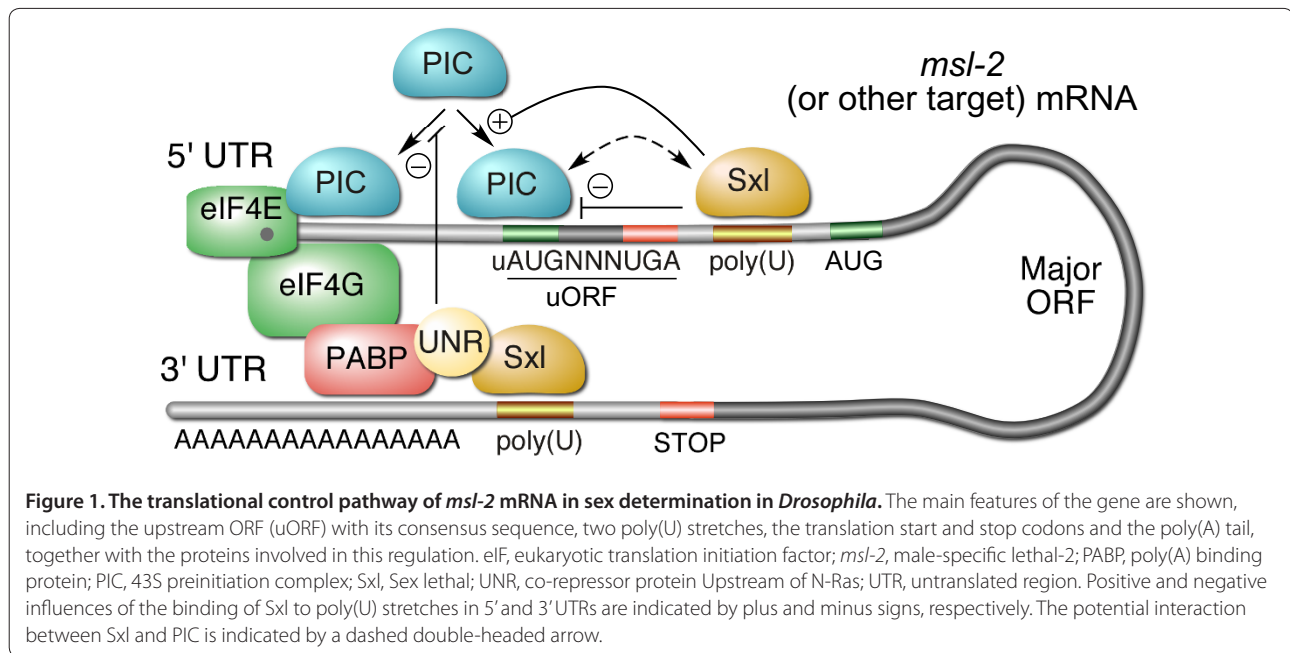 PIC
msl-2
(or other target) mRNA
+
5' UTR
−
PIC
PIC
−
Sxl
eIF4E
uAUGNNNUGA
poly(U)
AUG
uORF
eIF4G
Major
ORF
PABP
UNR
Sxl
3' UTR
AAAAAAAAAAAAAAAA
poly(U)
STOP
Figure 1. The translational control pathway of msl-2 mRNA in sex determination in Drosophila. The main features of the gene are shown,
including the upstream ORF (uORF) with its consensus sequence, two poly(U) stretches, the translation start and stop codons and the poly(A) tail,
together with the proteins involved in this regulation. eIF, eukaryotic translation initiation factor; msl-2, male-specific lethal-2; PABP, poly(A) binding
protein; PIC, 43S preinitiation complex; Sxl, Sex lethal; UNR, co-repressor protein Upstream of N-Ras; UTR, untranslated region. Positive and negative
influences of the binding of Sxl to poly(U) stretches in 5' and 3' UTRs are indicated by plus and minus signs, respectively. The potential interaction
between Sxl and PIC is indicated by a dashed double-headed arrow.